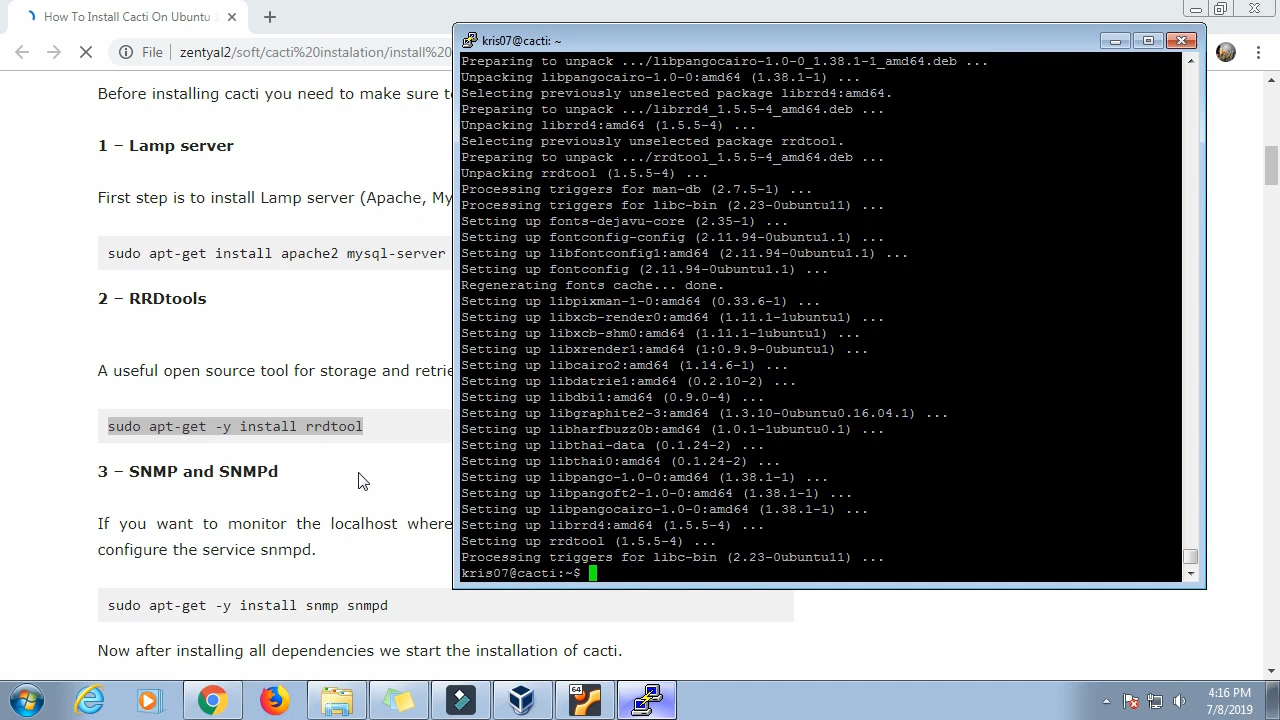 How To Install Cacti On Ubuntu
File
zentyal2/soft/cacti%20instalation/install%20
Before installing cacti you need to make sure
1 – Lamp server
First step is to install Lamp server (Apache, My
sudo apt-get install apache2 mysql-server
2 – RRDtools
A useful open source tool for storage and retrie
sudo apt-get -y install rrdtool
3 – SNMP and SNMPd
If you want to monitor the localhost where
configure the service snmpd.
sudo apt-get -y install snmp snmpd
Now after installing all dependencies we start the installation of cacti.
kris07@cacti: ~
Preparing to unpack .../libpangocairo-1.0-0_1.38.1-1_amd64.deb ...
Unpacking libpangocairo-1.0-0:amd64 (1.38.1-1) ...
Selecting previously unselected package librrd4:amd64.
Preparing to unpack .../librrd4_1.5.5-4_amd64.deb ...
Unpacking librrd4:amd64 (1.5.5-4) ...
Selecting previously unselected package rrdtool.
Preparing to unpack .../rrdtool_1.5.5-4_amd64.deb ...
Unpacking rrdtool (1.5.5-4) ...
Processing triggers for man-db (2.7.5-1) ...
Processing triggers for libc-bin (2.23-0ubuntu11) ...
Setting up fonts-dejavu-core (2.35-1) ...
Setting up fontconfig-config (2.11.94-0ubuntu1.1) ...
Setting up libfontconfig1:amd64 (2.11.94-0ubuntu1.1) ...
Setting up fontconfig (2.11.94-0ubuntu1.1) ...
Regenerating fonts cache... done.
Setting up libpixman-1-0:amd64 (0.33.6-1) ...
Setting up libxcb-render0:amd64 (1.11.1-1ubuntu1) ...
Setting up libxcb-shm0:amd64 (1.11.1-1ubuntu1) ...
Setting up libxrender1:amd64 (1:0.9.9-0ubuntu1) ...
Setting up libcairo2:amd64 (1.14.6-1) ...
Setting up libdatrie1:amd64 (0.2.10-2) ...
Setting up libdbi1:amd64 (0.9.0-4) ...
Setting up libgraphite2-3:amd64 (1.3.10-0ubuntu0.16.04.1) ...
Setting up libharfbuzz0b:amd64 (1.0.1-1ubuntu0.1) ...
Setting up libthai-data (0.1.24-2) ...
Setting up libthai0:amd64 (0.1.24-2) ...
Setting up libpango-1.0-0:amd64 (1.38.1-1) ...
Setting up libpangoft2-1.0-0:amd64 (1.38.1-1) ...
Setting up libpangocairo-1.0-0:amd64 (1.38.1-1) ...
Setting up librrd4:amd64 (1.5.5-4) ...
Setting up rrdtool (1.5.5-4) ...
Processing triggers for libc-bin (2.23-0ubuntu11) ...
kris07@cacti:~$
64
4:16 PM
7/8/2019